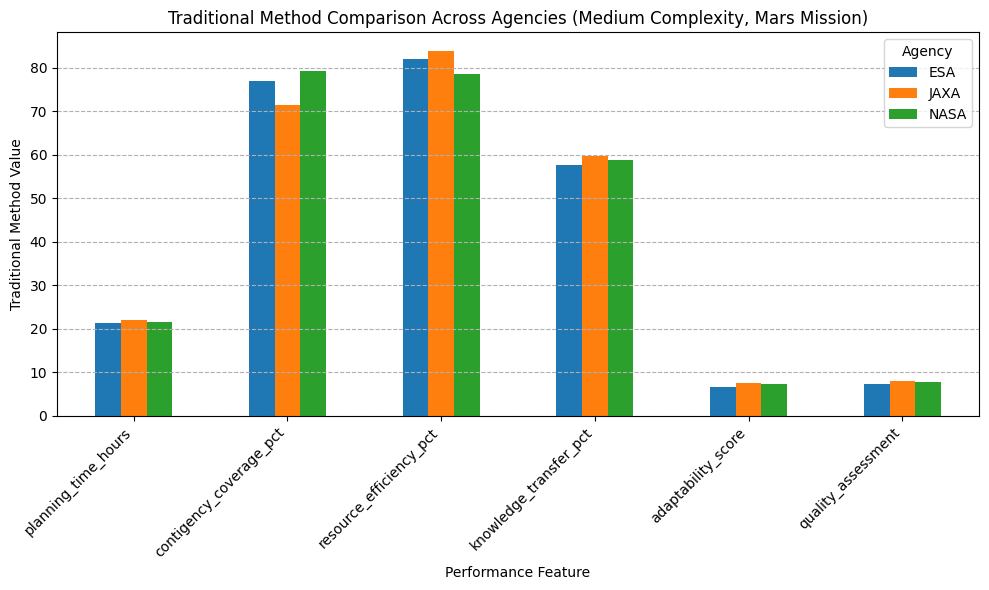 Traditional Method Comparison Across Agencies (Medium Complexity, Mars Mission)
Agency
ESA
JAXA
NASA
Traditional Method Value
80
70
60
50
40
30
20
10
0
planning_time_hours
contigency_coverage_pct
resource_efficiency_pct
knowledge_transfer_pct
adaptability_score
quality_assessment
Performance Feature